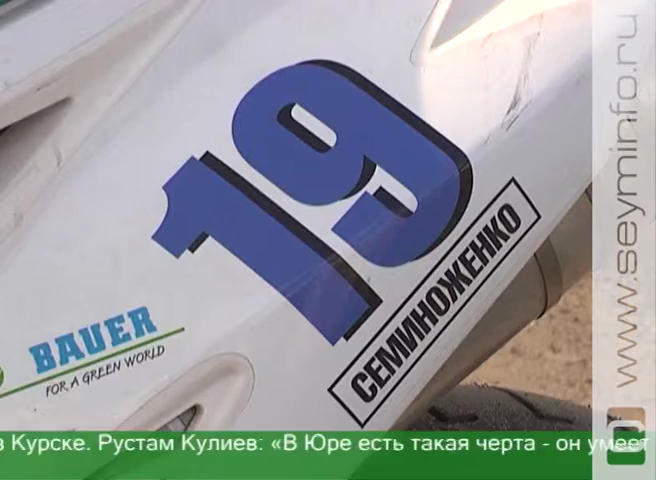 19
СЕМИНОЖЕНКО
BAUER
FOR A GREEN WORLD
www.seyminfo.ru
в Курске. Рустам Кулиев: «В Юре есть такая черта - он умеет